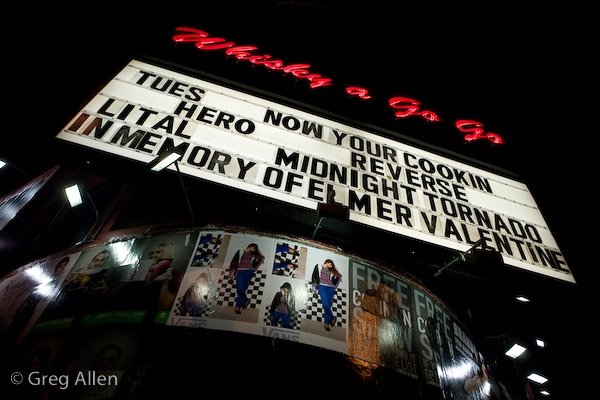 Whisky a Go Go
TUES NOW YOUR COOKIN
HERO REVERSE
LITAL MIDNIGHT TORNADO
IN MEMORY OF ELMER VALENTINE
VANS
VANS
FREE
FREE
© Greg Allen